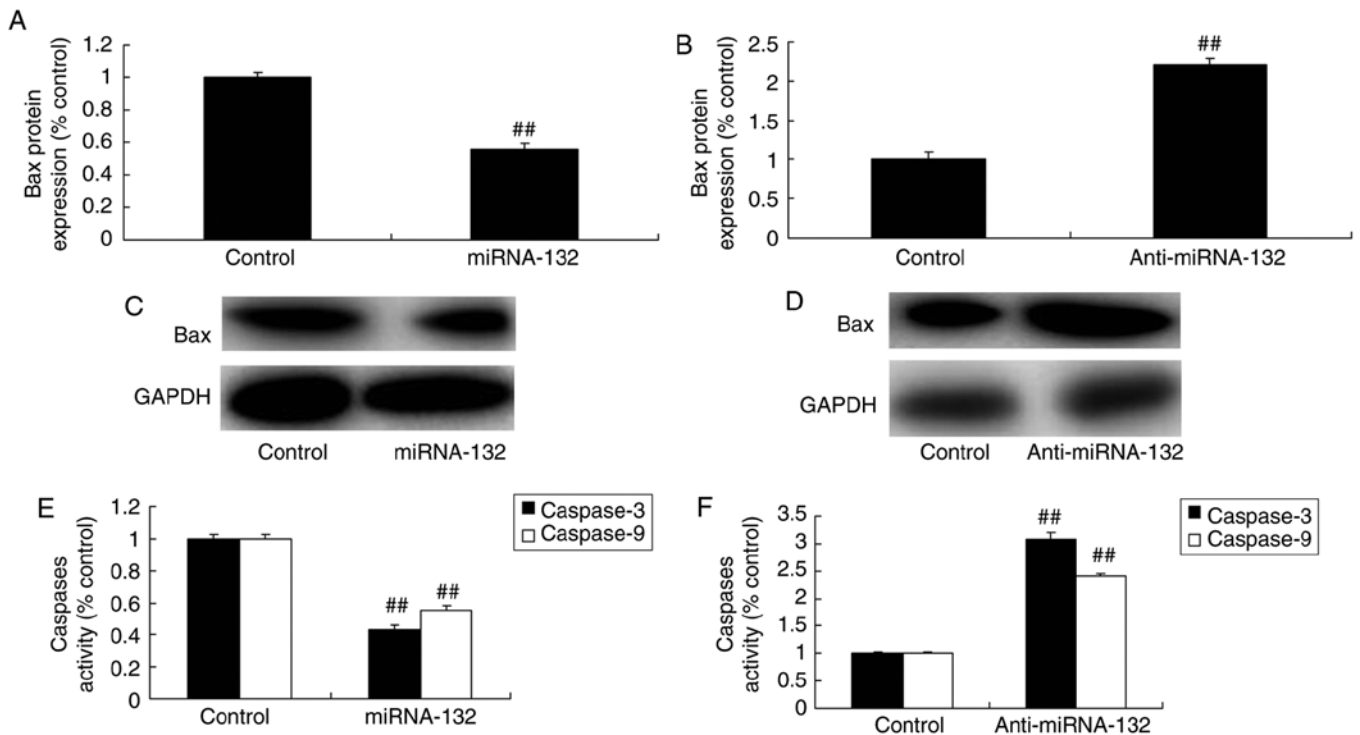 A
Bax protein
expression (% control)
1.2
1
0.8
0.6
0.4
0.2
0
##
Control
miRNA-132
B
Bax protein
expression (% control)
2.5
2
1.5
1
0.5
0
##
Control
Anti-miRNA-132
C
Bax
GAPDH
Control
miRNA-132
D
Bax
GAPDH
Control
Anti-miRNA-132
E
Caspases
activity (% control)
1.2
1
0.8
0.6
0.4
0.2
0
##
##
Caspase-3
Caspase-9
Control
miRNA-132
F
Caspases
activity (% control)
3.5
3
2.5
2
1.5
1
0.5
0
##
##
Caspase-3
Caspase-9
Control
Anti-miRNA-132